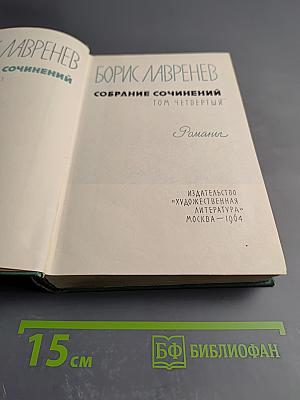 ЛАВРЕНЕВ
СОЧИНЕНИЙ
БОРИС ЛАВРЕНЕВ
СОБРАНИЕ СОЧИНЕНИЙ
ТОМ ЧЕТВЕРТЫЙ
Романы
ИЗДАТЕЛЬСТВО
«ХУДОЖЕСТВЕННАЯ
ЛИТЕРАТУРА»
МОСКВА—1964
15 см
БФ БИБЛИОФАН